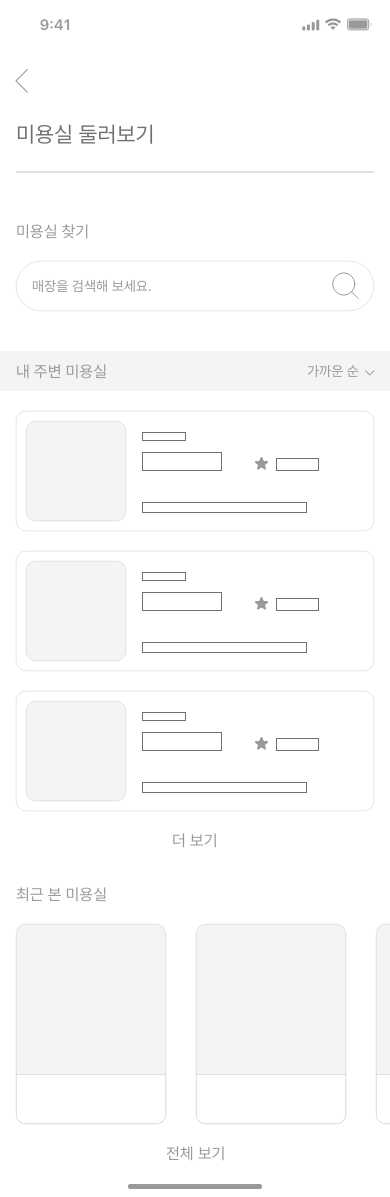 9:41
미용실 둘러보기
미용실 찾기
매장을 검색해 보세요.
내 주변 미용실
가까운 순
더 보기
최근 본 미용실
전체 보기